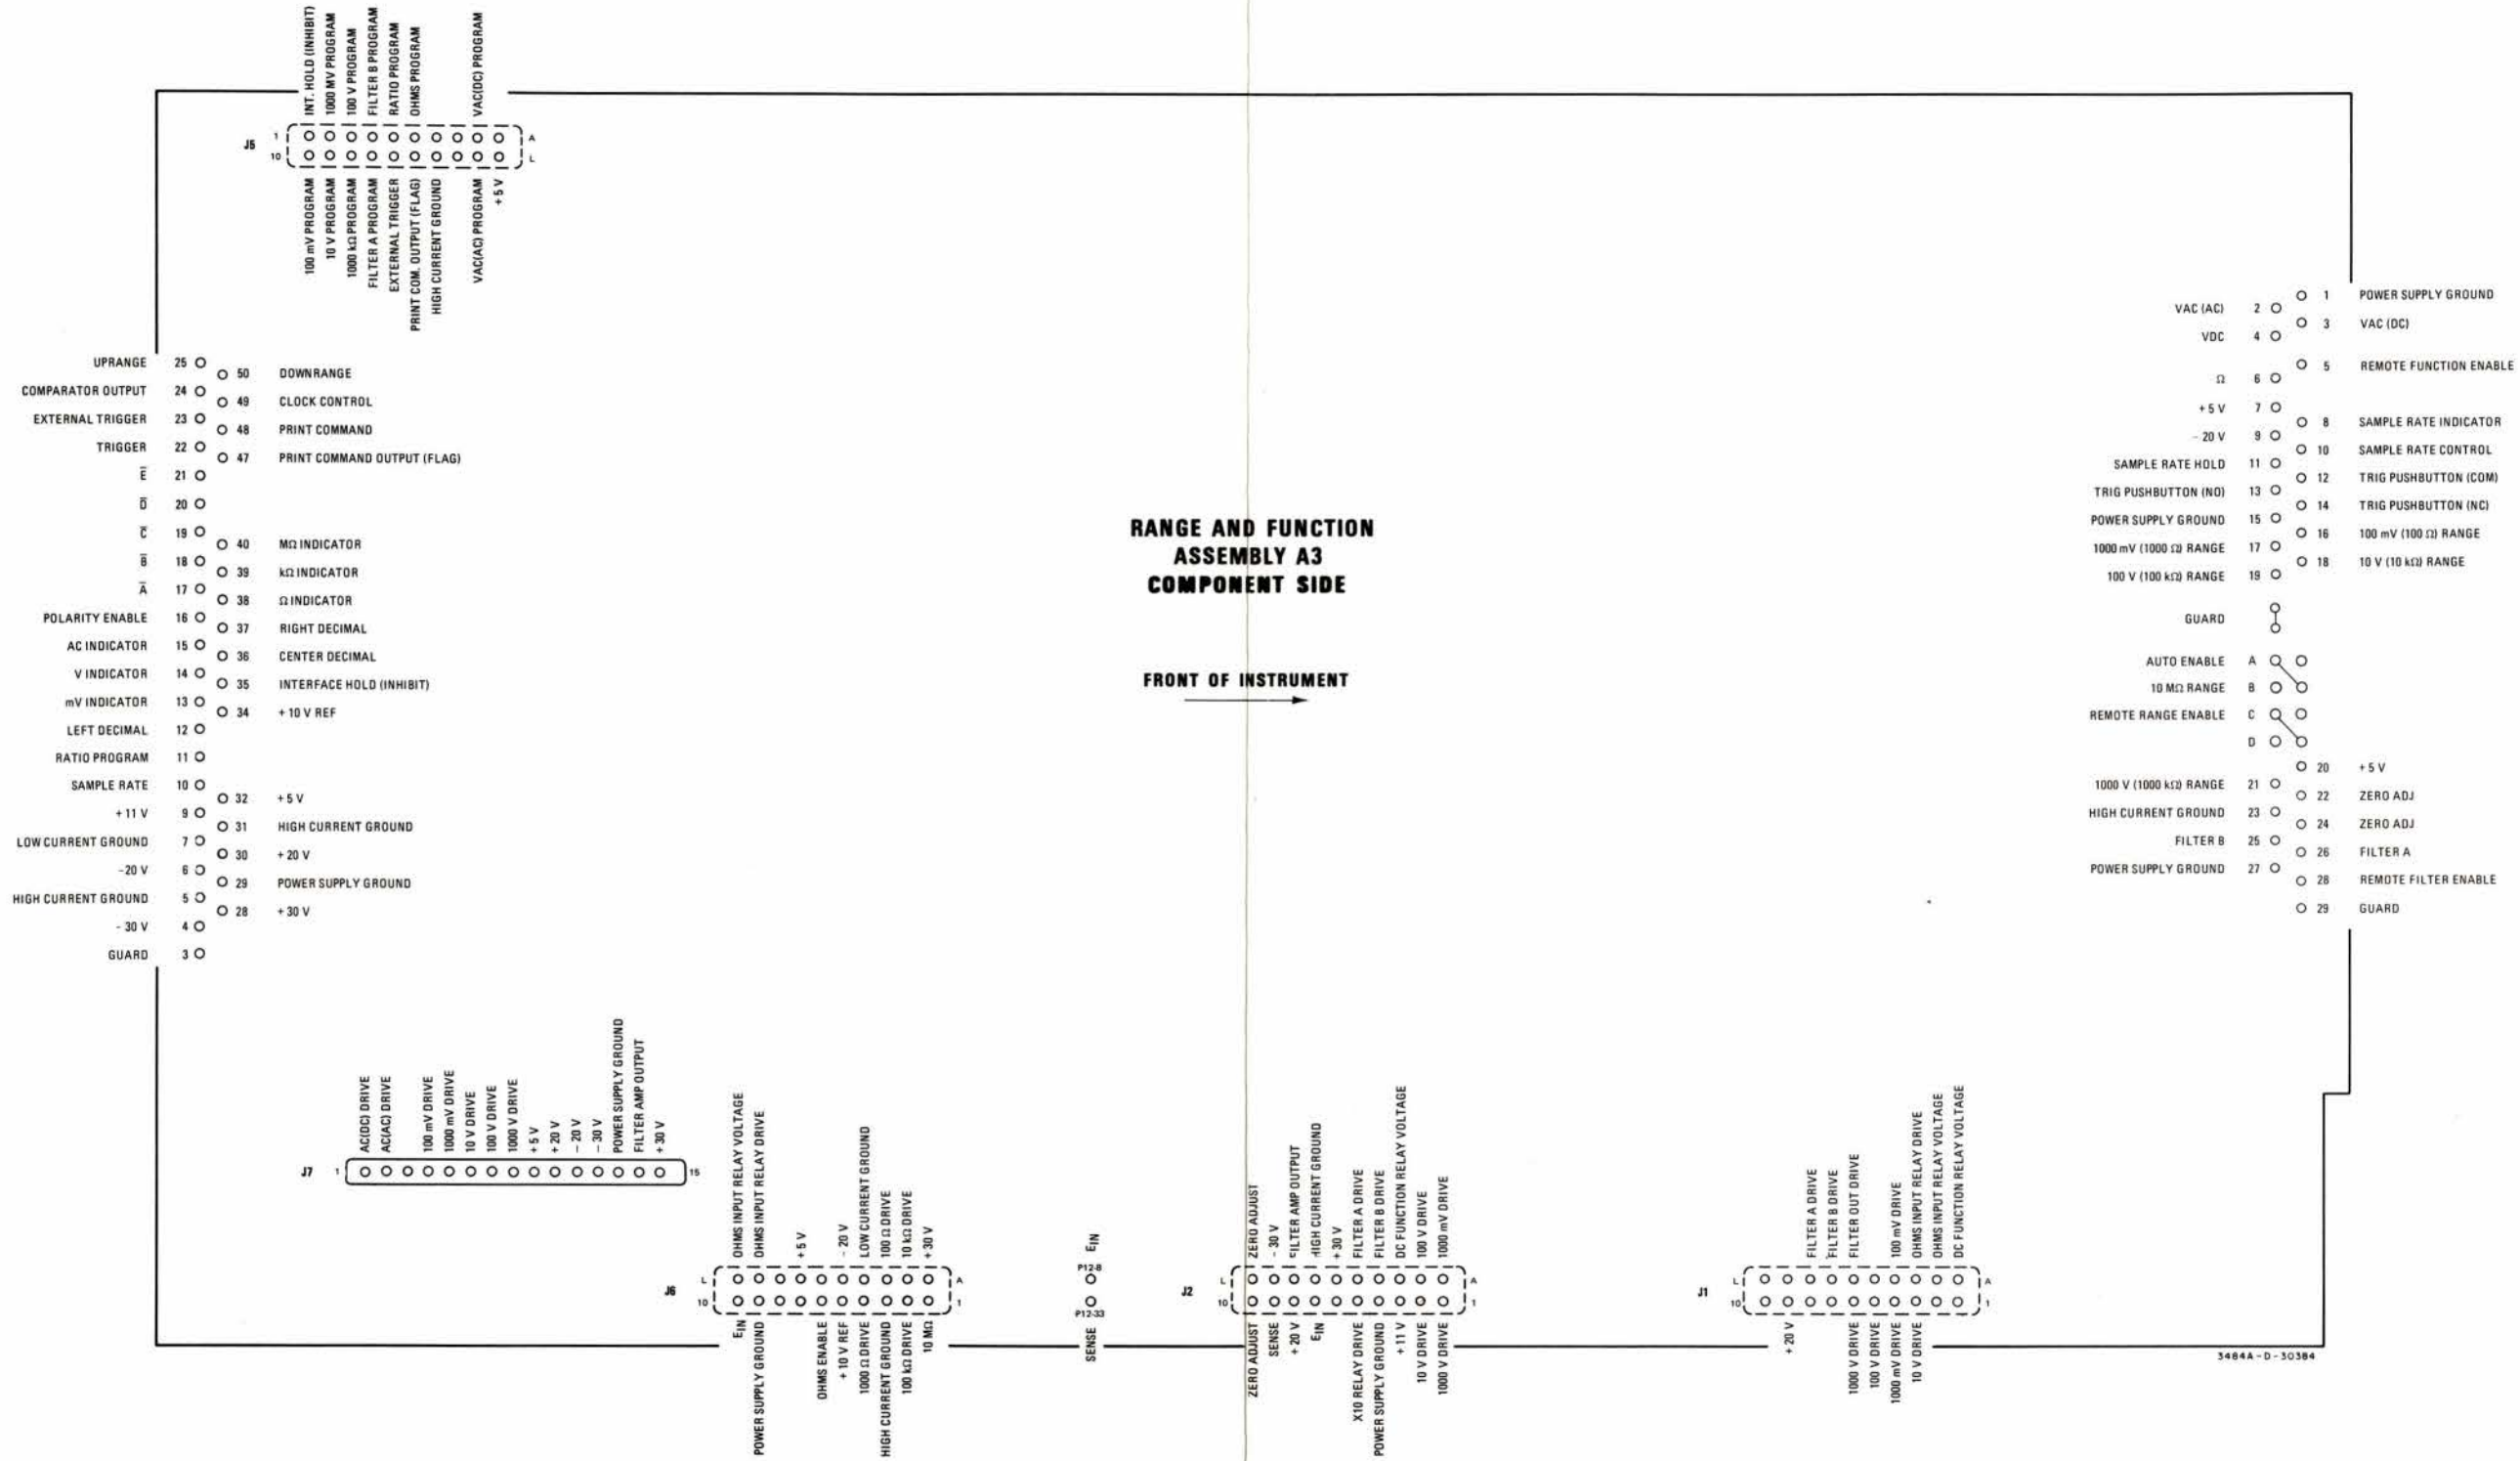 INT. HOLD (INHIBIT)
1000 MV PROGRAM
100 V PROGRAM
FILTER B PROGRAM
RATIO PROGRAM
OHMS PROGRAM
VAC(DC) PROGRAM
J5
1
A
10
L
100 mV PROGRAM
10 V PROGRAM
1000 kΩ PROGRAM
FILTER A PROGRAM
EXTERNAL TRIGGER
PRINT COM. OUTPUT (FLAG)
HIGH CURRENT GROUND
VAC(AC) PROGRAM
+5 V
UPRANGE 25
50 DOWNRANGE
COMPARATOR OUTPUT 24
49 CLOCK CONTROL
EXTERNAL TRIGGER 23
48 PRINT COMMAND
TRIGGER 22
47 PRINT COMMAND OUTPUT (FLAG)
E̅ 21
D̅ 20
C̅ 19
40 MΩ INDICATOR
B̅ 18
39 kΩ INDICATOR
A̅ 17
38 Ω INDICATOR
POLARITY ENABLE 16
37 RIGHT DECIMAL
AC INDICATOR 15
36 CENTER DECIMAL
V INDICATOR 14
35 INTERFACE HOLD (INHIBIT)
mV INDICATOR 13
34 +10 V REF
LEFT DECIMAL 12
RATIO PROGRAM 11
SAMPLE RATE 10
32 +5 V
+11 V 9
31 HIGH CURRENT GROUND
LOW CURRENT GROUND 7
30 +20 V
-20 V 6
29 POWER SUPPLY GROUND
HIGH CURRENT GROUND 5
28 +30 V
- 30 V 4
GUARD 3
RANGE AND FUNCTION
ASSEMBLY A3
COMPONENT SIDE
FRONT OF INSTRUMENT
1 POWER SUPPLY GROUND
VAC (AC) 2
3 VAC (DC)
VDC 4
5 REMOTE FUNCTION ENABLE
Ω 6
+5 V 7
8 SAMPLE RATE INDICATOR
- 20 V 9
10 SAMPLE RATE CONTROL
SAMPLE RATE HOLD 11
12 TRIG PUSHBUTTON (COM)
TRIG PUSHBUTTON (NO) 13
14 TRIG PUSHBUTTON (NC)
POWER SUPPLY GROUND 15
16 100 mV (100 Ω) RANGE
1000 mV (1000 Ω) RANGE 17
18 10 V (10 kΩ) RANGE
100 V (100 kΩ) RANGE 19
GUARD
AUTO ENABLE A
10 MΩ RANGE B
REMOTE RANGE ENABLE C
D
20 +5 V
1000 V (1000 kΩ) RANGE 21
22 ZERO ADJ
HIGH CURRENT GROUND 23
24 ZERO ADJ
FILTER B 25
26 FILTER A
POWER SUPPLY GROUND 27
28 REMOTE FILTER ENABLE
29 GUARD
AC(DC) DRIVE
AC(AC) DRIVE
100 mV DRIVE
1000 mV DRIVE
10 V DRIVE
100 V DRIVE
1000 V DRIVE
+5 V
+20 V
- 20 V
-30 V
POWER SUPPLY GROUND
FILTER AMP OUTPUT
+30 V
J7
1
15
OHMS INPUT RELAY VOLTAGE
OHMS INPUT RELAY DRIVE
+5 V
- 20 V
LOW CURRENT GROUND
100 Ω DRIVE
10 kΩ DRIVE
+30 V
J6
L
A
10
1
EIN
POWER SUPPLY GROUND
OHMS ENABLE
+10 V REF
1000 Ω DRIVE
HIGH CURRENT GROUND
100 kΩ DRIVE
10 MΩ
EIN
P12-8
P12-33
SENSE
ZERO ADJUST
- 30 V
FILTER AMP OUTPUT
HIGH CURRENT GROUND
+30 V
FILTER A DRIVE
FILTER B DRIVE
DC FUNCTION RELAY VOLTAGE
100 V DRIVE
1000 mV DRIVE
J2
L
A
10
1
ZERO ADJUST
SENSE
+20 V
EIN
X10 RELAY DRIVE
POWER SUPPLY GROUND
+11 V
10 V DRIVE
1000 V DRIVE
FILTER A DRIVE
FILTER B DRIVE
FILTER OUT DRIVE
100 mV DRIVE
OHMS INPUT RELAY DRIVE
OHMS INPUT RELAY VOLTAGE
DC FUNCTION RELAY VOLTAGE
J1
L
A
10
1
+20 V
1000 V DRIVE
100 V DRIVE
1000 mV DRIVE
10 V DRIVE
3484A-D-30384